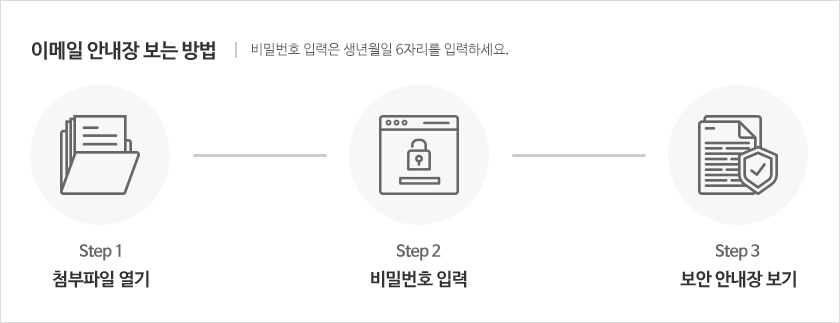 이메일 안내장 보는 방법 | 비밀번호 입력은 생년월일 6자리를 입력하세요.
Step 1
첨부파일 열기
Step 2
비밀번호 입력
Step 3
보안 안내장 보기